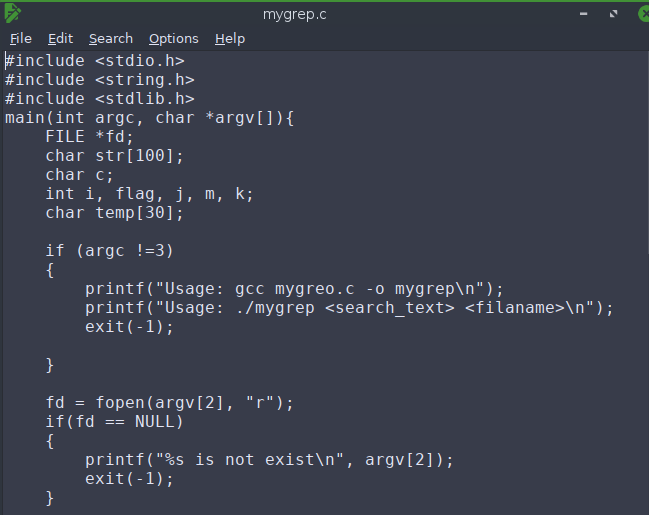 mygrep.c
File Edit Search Options Help
#include <stdio.h>
#include <string.h>
#include <stdlib.h>
main(int argc, char *argv[]){
    FILE *fd;
    char str[100];
    char c;
    int i, flag, j, m, k;
    char temp[30];

    if (argc !=3)
    {
        printf("Usage: gcc mygreo.c -o mygrep\n");
        printf("Usage: ./mygrep <search_text> <filaname>\n");
        exit(-1);

    }

    fd = fopen(argv[2], "r");
    if(fd == NULL)
    {
        printf("%s is not exist\n", argv[2]);
        exit(-1);
    }